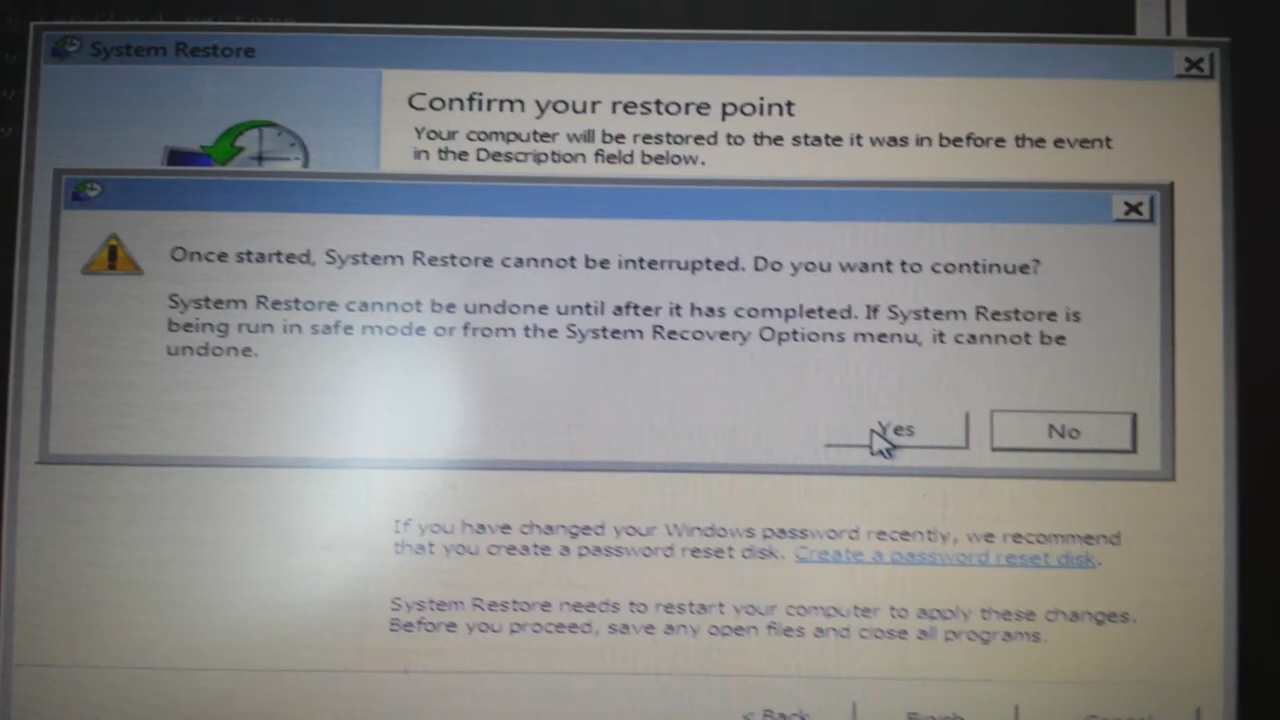 System Restore
Confirm your restore point
Your computer will be restored to the state it was in before the event
in the Description field below.
Once started, System Restore cannot be interrupted. Do you want to continue?
System Restore cannot be undone until after it has completed. If System Restore is
being run in safe mode or from the System Recovery Options menu, it cannot be
undone.
Yes No
If you have changed your Windows password recently, we recommend
that you create a password reset disk. Create a password reset disk.
System Restore needs to restart your computer to apply these changes.
Before you proceed, save any open files and close all programs.
< Back Finish Cancel